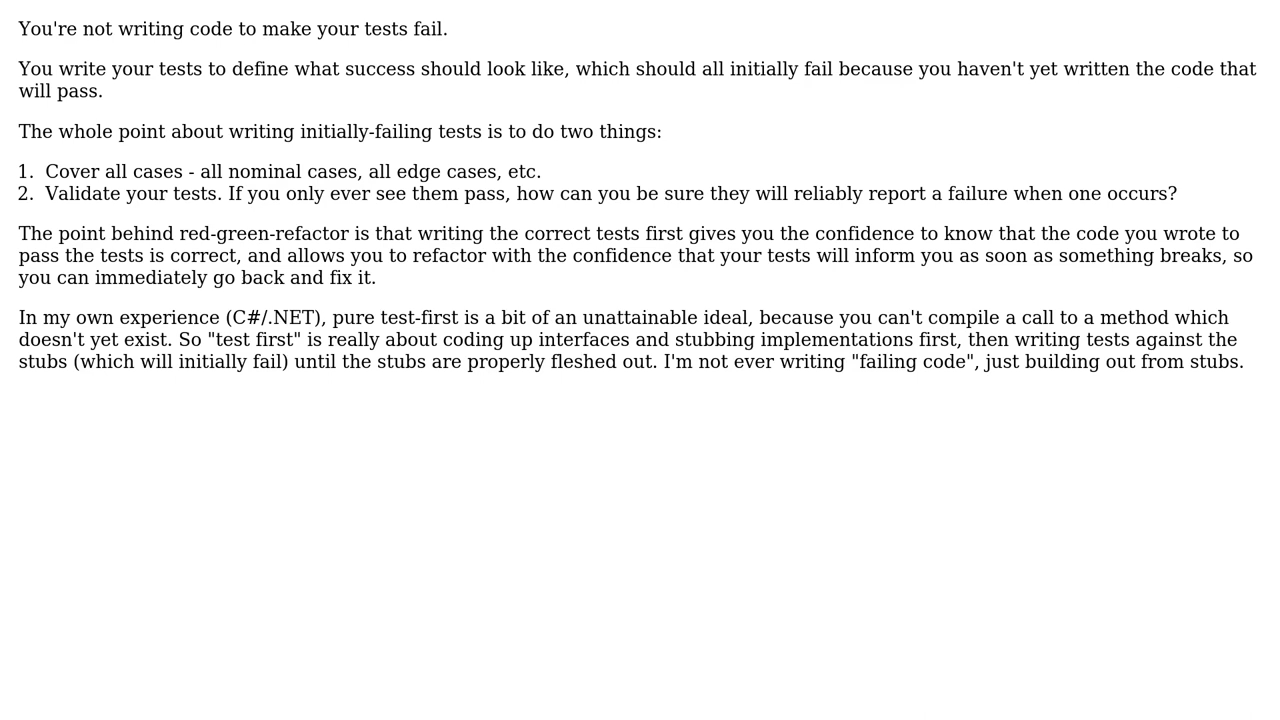 You're not writing code to make your tests fail.
You write your tests to define what success should look like, which should all initially fail because you haven't yet written the code that
will pass.
The whole point about writing initially-failing tests is to do two things:
1. Cover all cases - all nominal cases, all edge cases, etc.
2. Validate your tests. If you only ever see them pass, how can you be sure they will reliably report a failure when one occurs?
The point behind red-green-refactor is that writing the correct tests first gives you the confidence to know that the code you wrote to
pass the tests is correct, and allows you to refactor with the confidence that your tests will inform you as soon as something breaks, so
you can immediately go back and fix it.
In my own experience (C#/.NET), pure test-first is a bit of an unattainable ideal, because you can't compile a call to a method which
doesn't yet exist. So "test first" is really about coding up interfaces and stubbing implementations first, then writing tests against the
stubs (which will initially fail) until the stubs are properly fleshed out. I'm not ever writing "failing code", just building out from stubs.